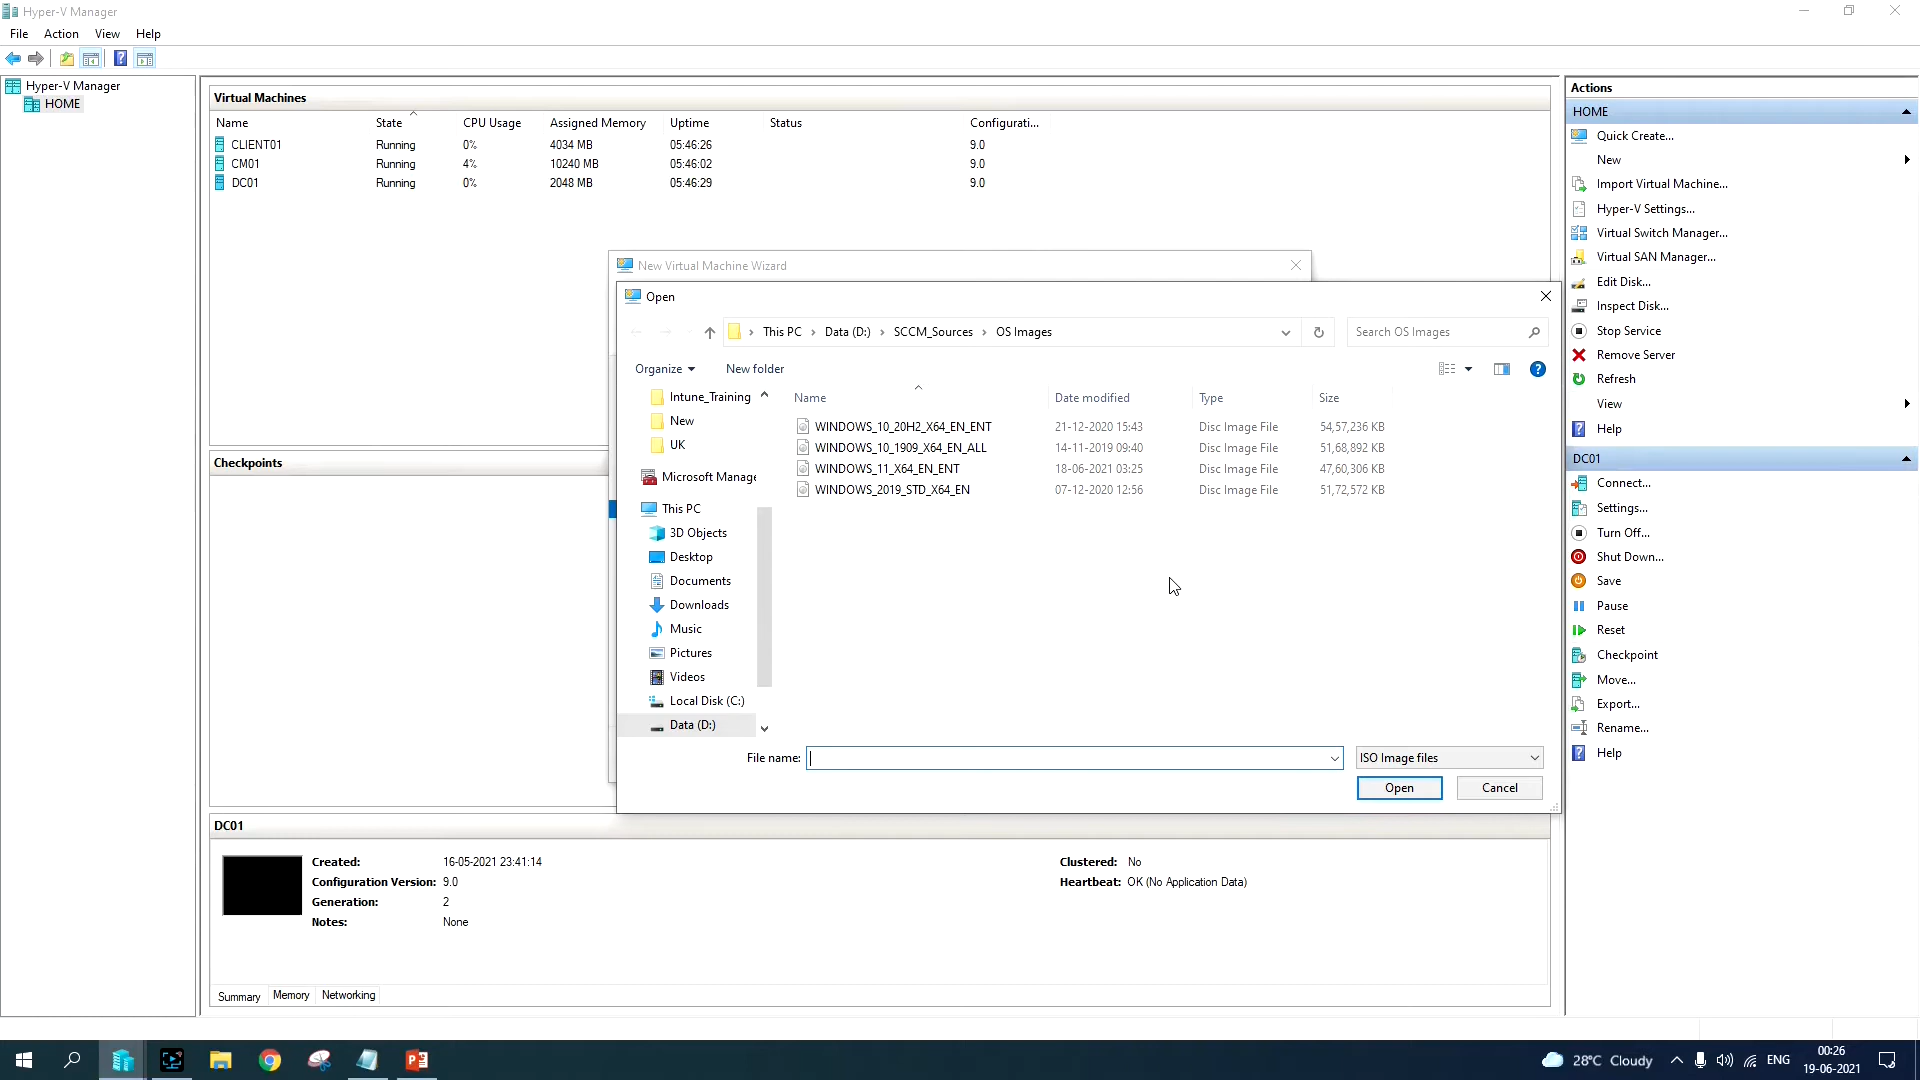 Hyper-V Manager
File Action View Help
Hyper-V Manager
HOME
Virtual Machines
Name State CPU Usage Assigned Memory Uptime Status Configurati...
CLIENT01 Running 0% 4034 MB 05:46:26 9.0
CM01 Running 4% 10240 MB 05:46:02 9.0
DC01 Running 0% 2048 MB 05:46:29 9.0
New Virtual Machine Wizard
Open
This PC Data (D:) SCCM_Sources OS Images
Search OS Images
Organize New folder
Intune_Training
New
UK
Microsoft Manage
This PC
3D Objects
Desktop
Documents
Downloads
Music
Pictures
Videos
Local Disk (C:)
Data (D:)
Name Date modified Type Size
WINDOWS_10_20H2_X64_EN_ENT 21-12-2020 15:43 Disc Image File 54,57,236 KB
WINDOWS_10_1909_X64_EN_ALL 14-11-2019 09:40 Disc Image File 51,68,892 KB
WINDOWS_11_X64_EN_ENT 18-06-2021 03:25 Disc Image File 47,60,306 KB
WINDOWS_2019_STD_X64_EN 07-12-2020 12:56 Disc Image File 51,72,572 KB
File name: ISO Image files
Open Cancel
Checkpoints
DC01
Created: 16-05-2021 23:41:14
Configuration Version: 9.0
Generation: 2
Notes: None
Clustered: No
Heartbeat: OK (No Application Data)
Summary Memory Networking
Actions
HOME
Quick Create...
New
Import Virtual Machine...
Hyper-V Settings...
Virtual Switch Manager...
Virtual SAN Manager...
Edit Disk...
Inspect Disk...
Stop Service
Remove Server
Refresh
View
Help
DC01
Connect...
Settings...
Turn Off...
Shut Down...
Save
Pause
Reset
Checkpoint
Move...
Export...
Rename...
Help
28°C Cloudy ENG
00:26
19-06-2021